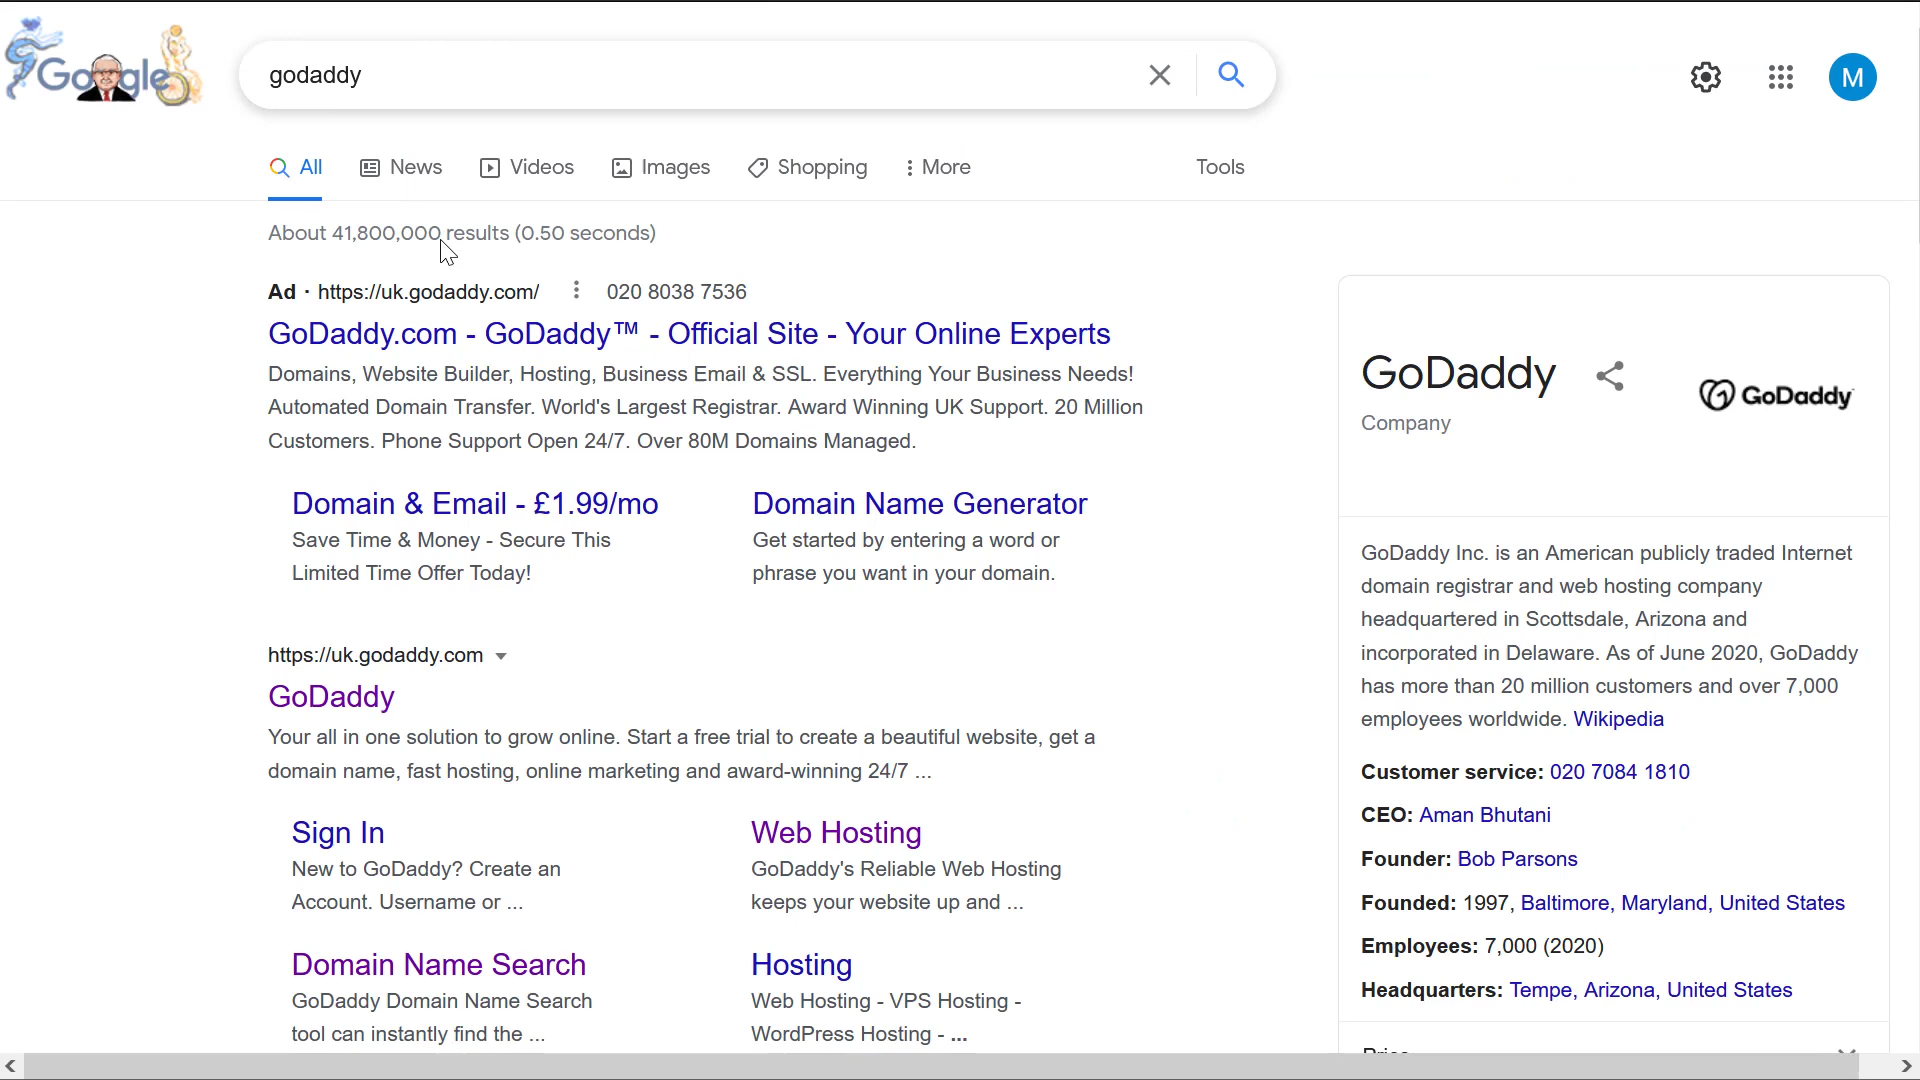 Google
godaddy
M
All
News
Videos
Images
Shopping
More
Tools
About 41,800,000 results (0.50 seconds)
Ad · https://uk.godaddy.com/ 020 8038 7536
GoDaddy.com - GoDaddy™ - Official Site - Your Online Experts
Domains, Website Builder, Hosting, Business Email & SSL. Everything Your Business Needs!
Automated Domain Transfer. World's Largest Registrar. Award Winning UK Support. 20 Million
Customers. Phone Support Open 24/7. Over 80M Domains Managed.
Domain & Email - £1.99/mo
Save Time & Money - Secure This
Limited Time Offer Today!
Domain Name Generator
Get started by entering a word or
phrase you want in your domain.
https://uk.godaddy.com
GoDaddy
Your all in one solution to grow online. Start a free trial to create a beautiful website, get a
domain name, fast hosting, online marketing and award-winning 24/7 ...
Sign In
New to GoDaddy? Create an
Account. Username or ...
Web Hosting
GoDaddy's Reliable Web Hosting
keeps your website up and ...
Domain Name Search
GoDaddy Domain Name Search
tool can instantly find the ...
Hosting
Web Hosting - VPS Hosting -
WordPress Hosting - ...
GoDaddy
Company
GoDaddy
GoDaddy Inc. is an American publicly traded Internet
domain registrar and web hosting company
headquartered in Scottsdale, Arizona and
incorporated in Delaware. As of June 2020, GoDaddy
has more than 20 million customers and over 7,000
employees worldwide. Wikipedia
Customer service: 020 7084 1810
CEO: Aman Bhutani
Founder: Bob Parsons
Founded: 1997, Baltimore, Maryland, United States
Employees: 7,000 (2020)
Headquarters: Tempe, Arizona, United States